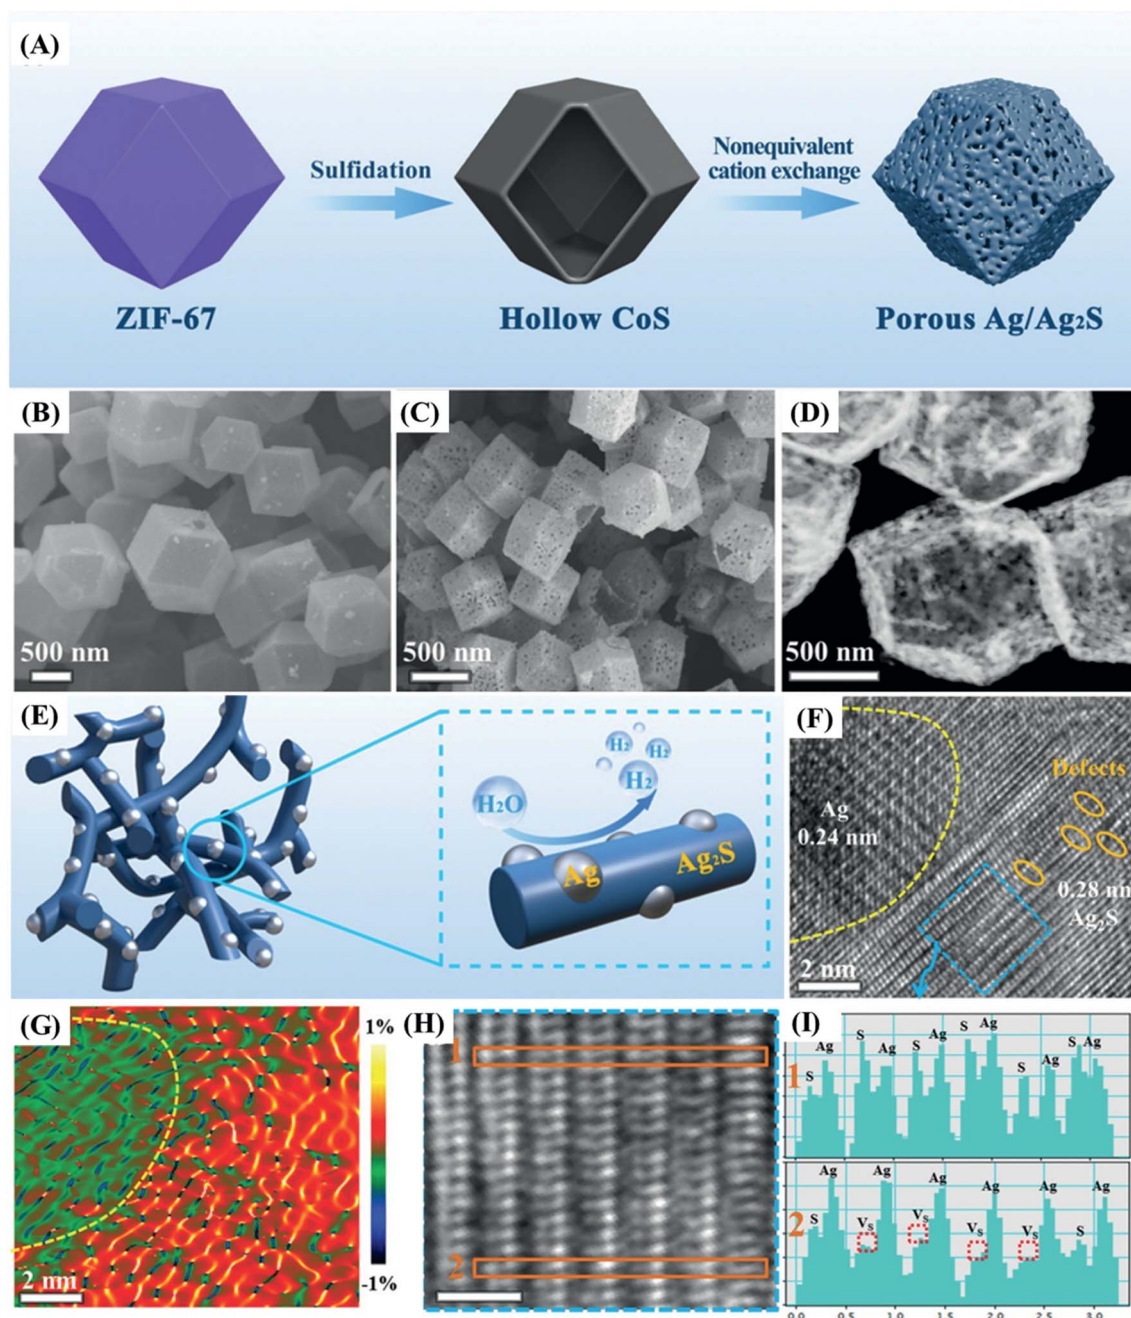 (A)
Sulfidation
Nonequivalent
cation exchange
ZIF-67
Hollow CoS
Porous Ag/Ag₂S
(B)
500 nm
(C)
500 nm
(D)
500 nm
(E)
H₂O
H₂
H₂
H₂
Ag
Ag₂S
(F)
Defects
Ag
0.24 nm
0.28 nm
Ag₂S
2 nm
(G)
1%
-1%
2 nm
(H)
1
2
(I)
1
S Ag S Ag S Ag S Ag S Ag S Ag
2
S Ag Vₛ Ag Vₛ Ag Vₛ Ag Vₛ Ag S Ag
0.0 0.5 1.0 1.5 2.0 2.5 3.0